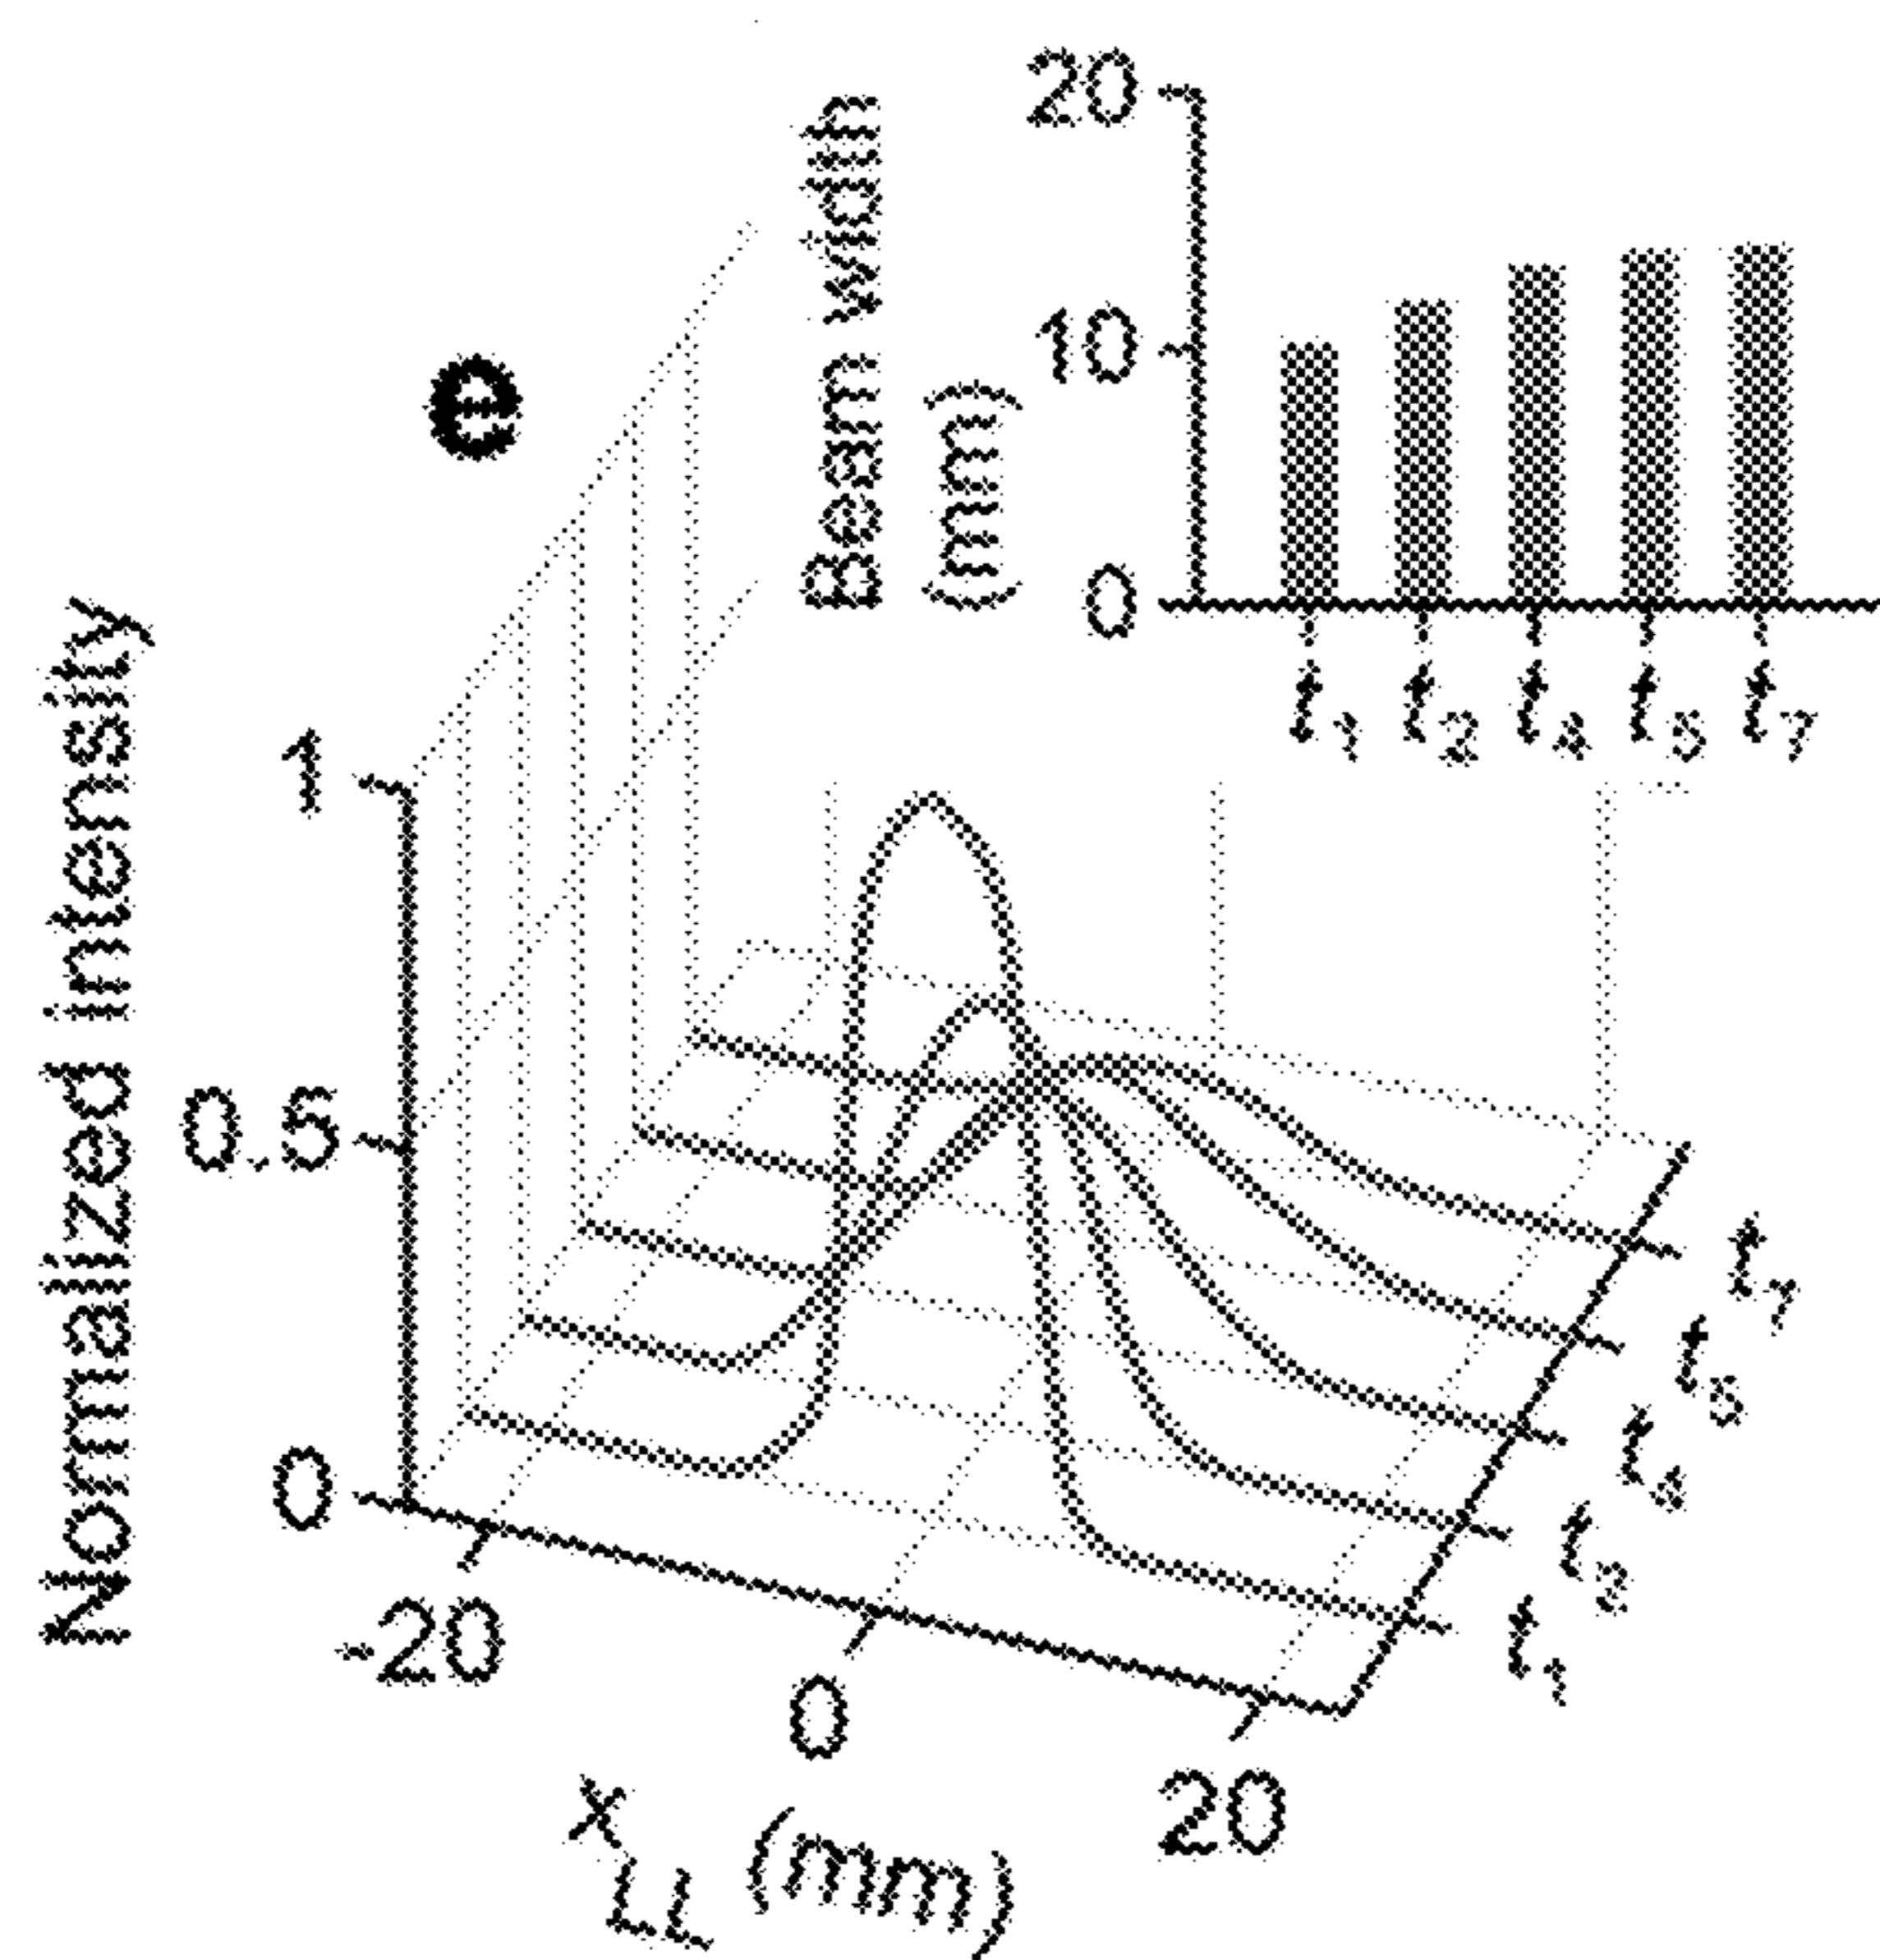 e
Beam width
(mm)
20
10
0
t1 t2 t4 t5 t7
Normalized intensity
1
0.5
0
-20
0
20
xLL (mm)
t1
t2
t4
t5
t7